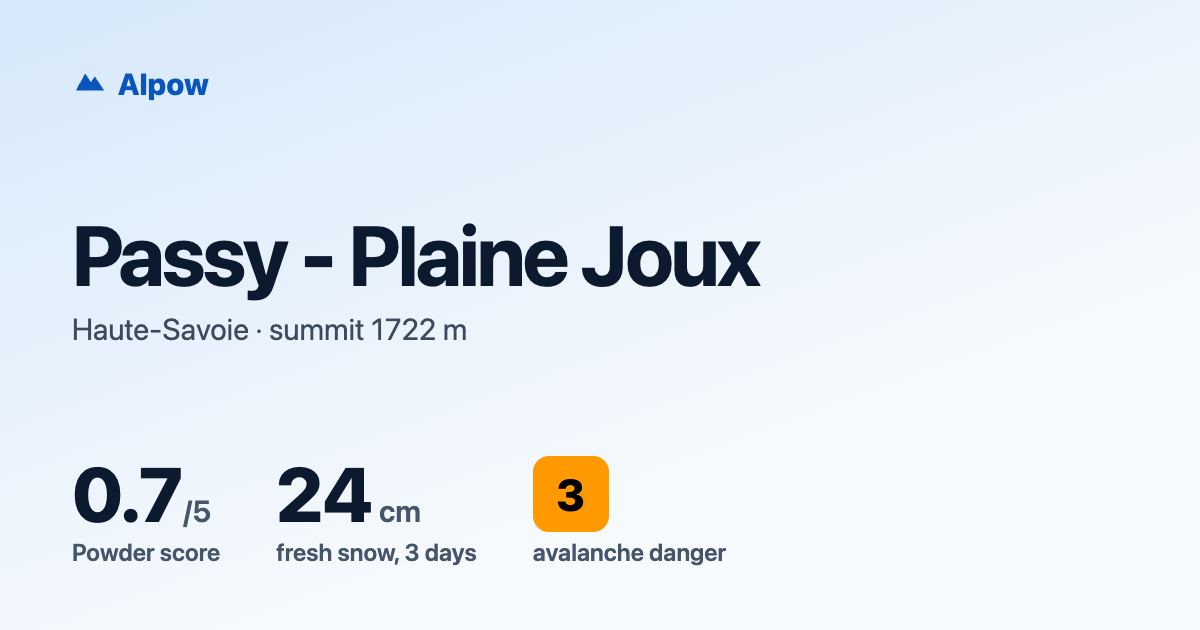 Alpow
Passy - Plaine Joux
Haute-Savoie · summit 1722 m
0.7/5
Powder score
24 cm
fresh snow, 3 days
3
avalanche danger